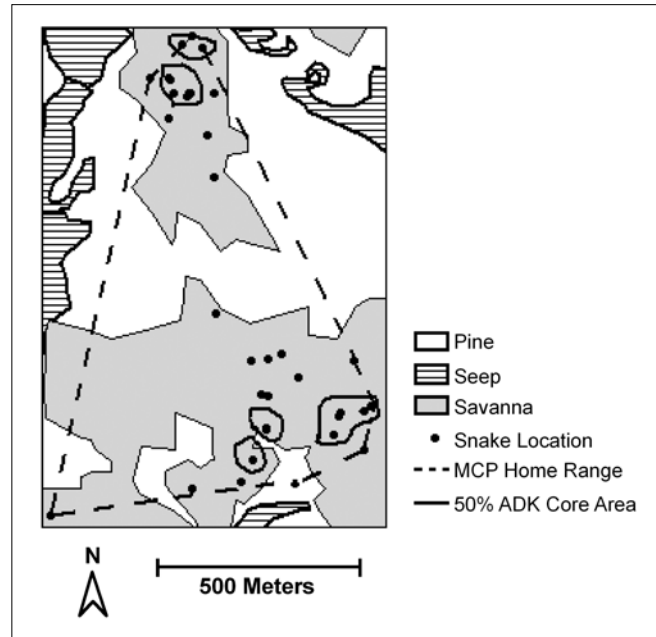 Pine
Seep
Savanna
Snake Location
MCP Home Range
50% ADK Core Area
N
500 Meters